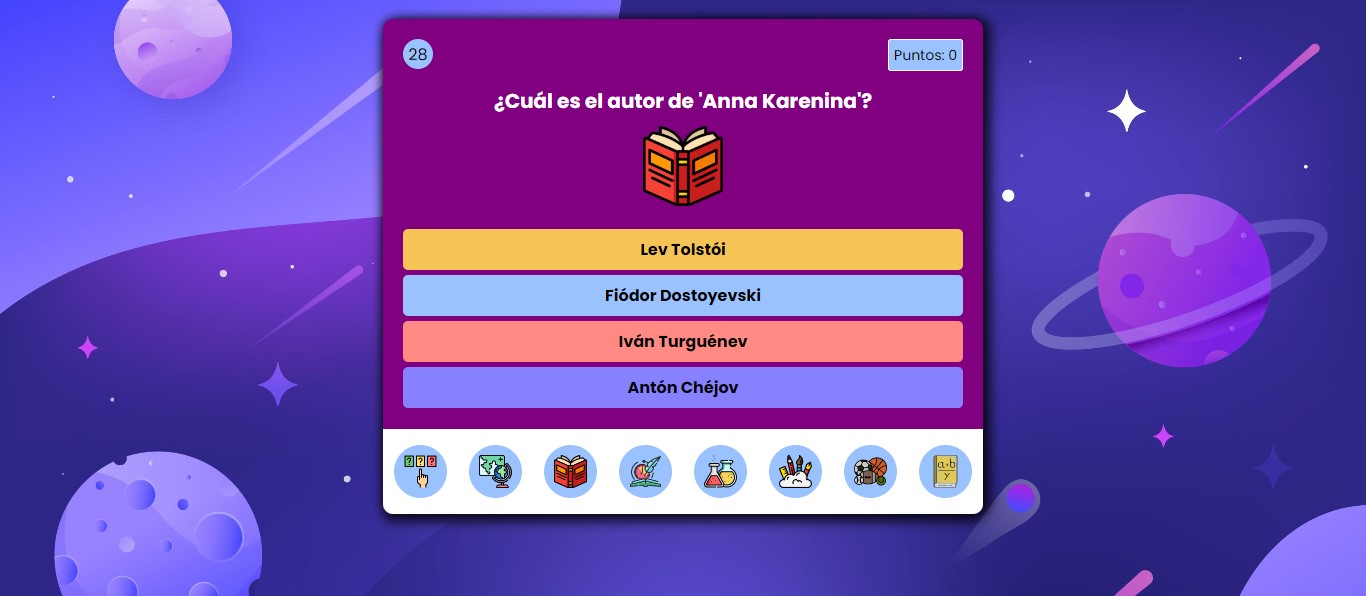 28
Puntos: 0
¿Cuál es el autor de 'Anna Karenina'?
Lev Tolstói
Fiódor Dostoyevski
Iván Turguénev
Antón Chéjov
? ? ?
a+b
y